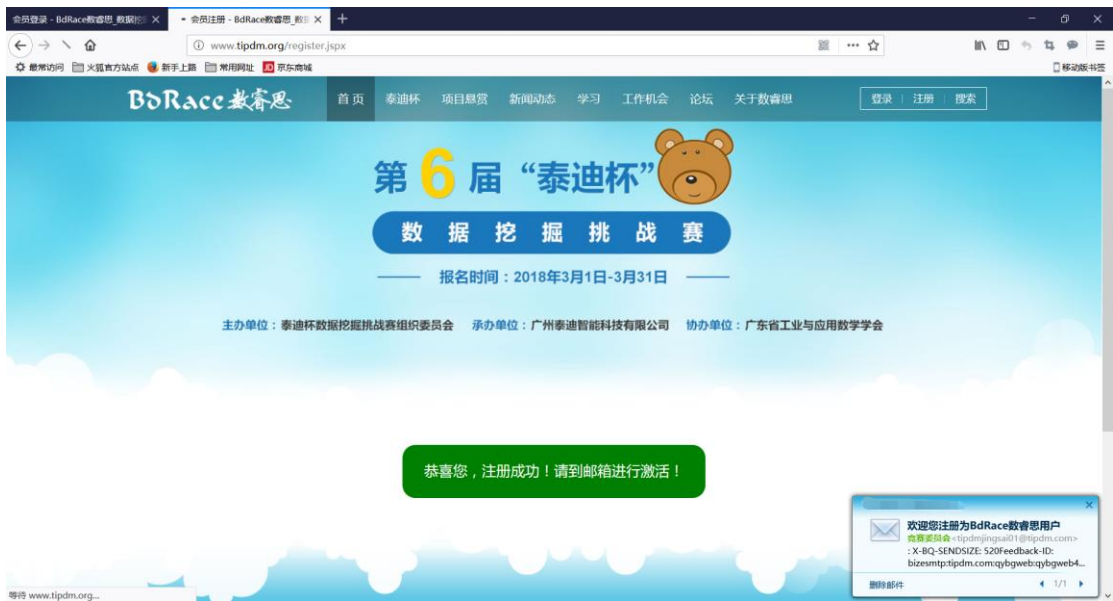 会员登录 - BdRace数睿思_数据挖
会员注册 - BdRace数睿思_数
www.tipdm.org/register.jspx
最常访问 火狐官方站点 新手上路 常用网址 JD 京东商城 移动版书签
BDRace数睿思 首页 泰迪杯 项目悬赏 新闻动态 学习 工作机会 论坛 关于数睿思 登录 | 注册 | 搜索
第6届“泰迪杯”
数据挖掘挑战赛
报名时间:2018年3月1日-3月31日
主办单位:泰迪杯数据挖掘挑战赛组织委员会 承办单位:广州泰迪智能科技有限公司 协办单位:广东省工业与应用数学学会
恭喜您,注册成功!请到邮箱进行激活!
欢迎您注册为BdRace数睿思用户
竞赛委员会<tipdmjingsai01@tipdm.com>
: X-BQ-SENDSIZE: 520Feedback-ID:
bizesmtp:tipdm.com:qybgweb:qybgweb4...
删除邮件 1/1
等待 www.tipdm.org...